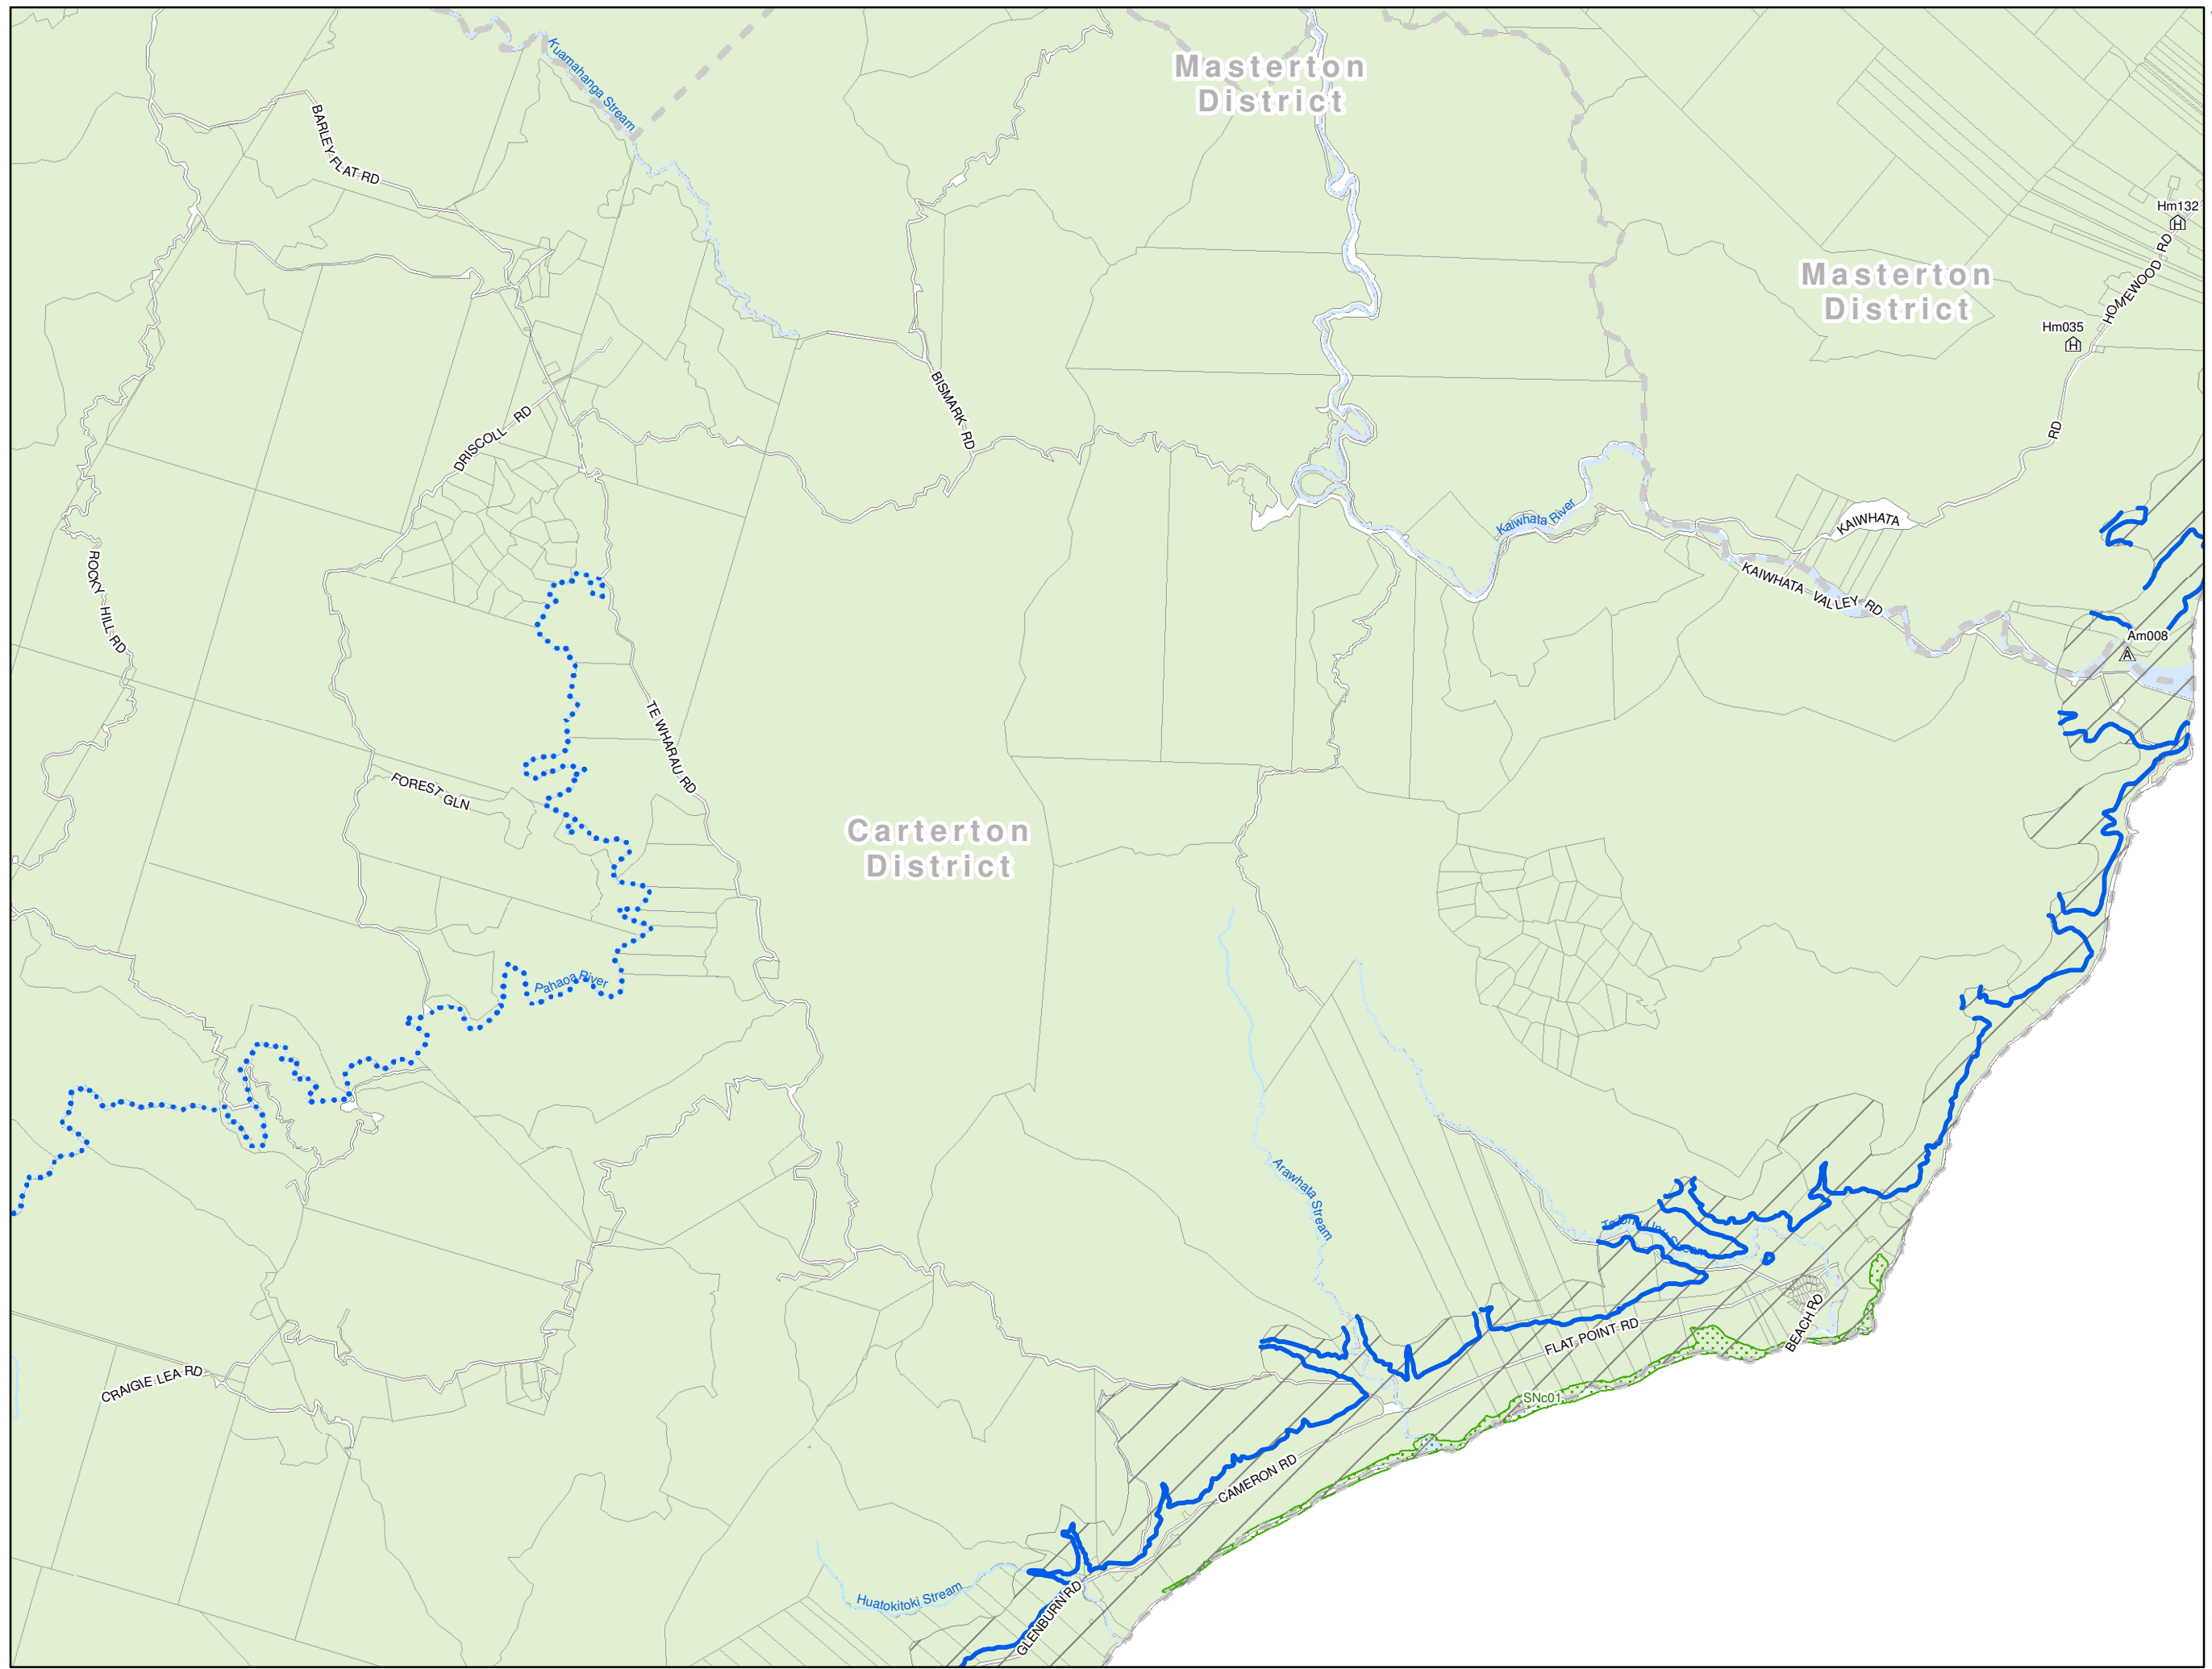 Kuamahanga Stream
Masterton
District
BARLEY FLAT RD
Hm132
H
HOMEWOOD RD
Masterton
District
Hm035
H
BISMARK RD
DRISCOLL RD
RD
Kaiwhata River
KAIWHATA
ROCKY HILL RD
KAIWHATA VALLEY RD
Am008
A
TE WHARAU RD
FOREST GLN
Carterton
District
Pahaoa River
Arawhata Stream
Stream
BEACH RD
FLAT POINT RD
CRAIGIE LEA RD
SNc01
CAMERON RD
Huatokitoki Stream
GLENBURN RD